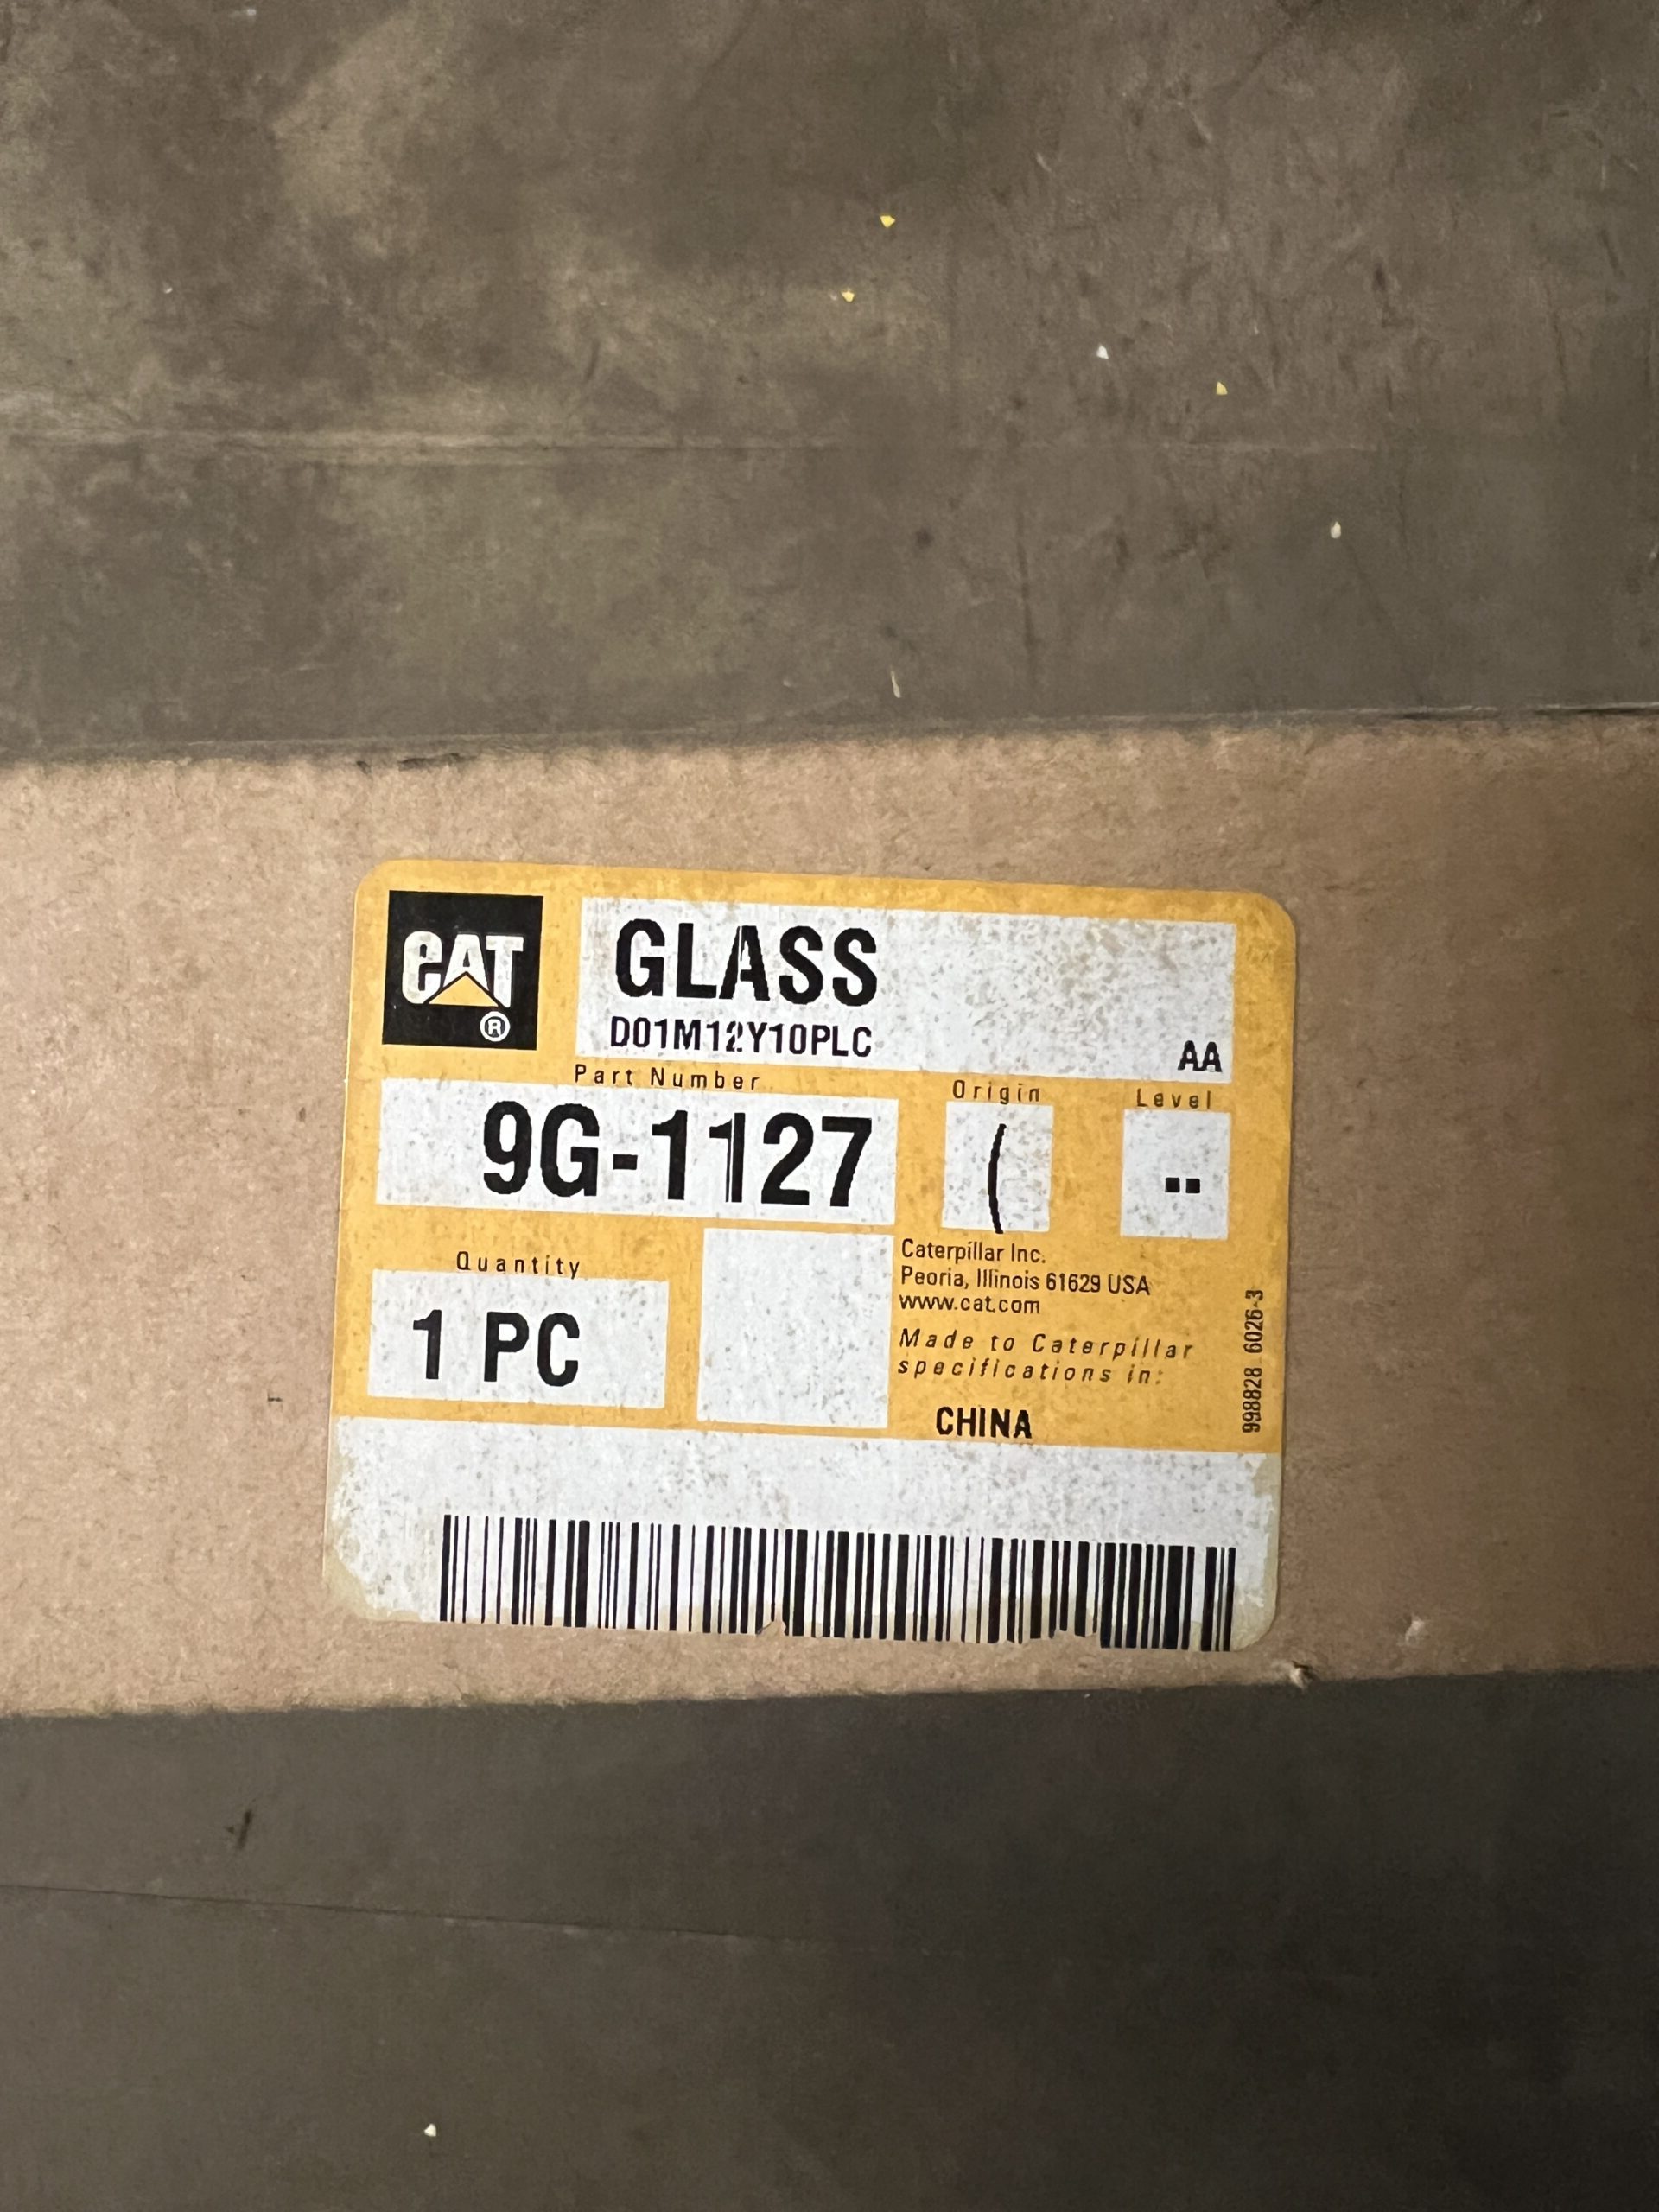 CAT
®
GLASS
D01M12Y10PLC
AA
Part Number
9G-1127
Origin
(
Level
Quantity
1 PC
Caterpillar Inc.
Peoria, Illinois 61629 USA
www.cat.com
Made to Caterpillar
specifications in:
CHINA
998828 6026-3